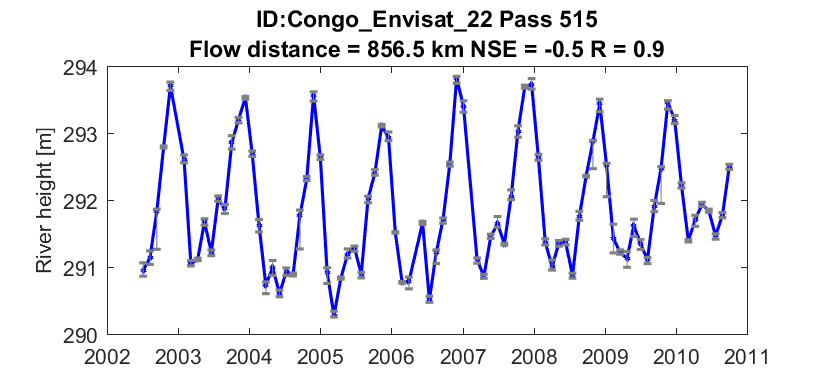 ID:Congo_Envisat_22 Pass 515
Flow distance = 856.5 km NSE = -0.5 R = 0.9
River height [m]
294
293
292
291
290
2002 2003 2004 2005 2006 2007 2008 2009 2010 2011